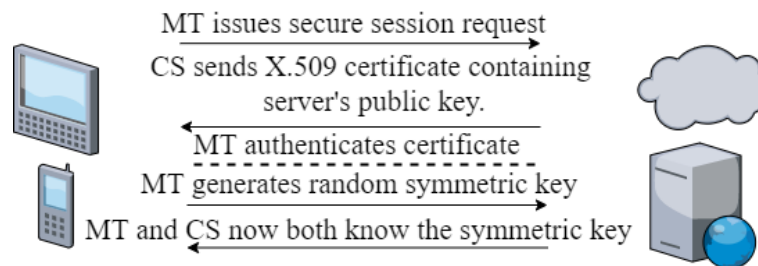 MT issues secure session request
CS sends X.509 certificate containing
server's public key.
MT authenticates certificate
MT generates random symmetric key
MT and CS now both know the symmetric key